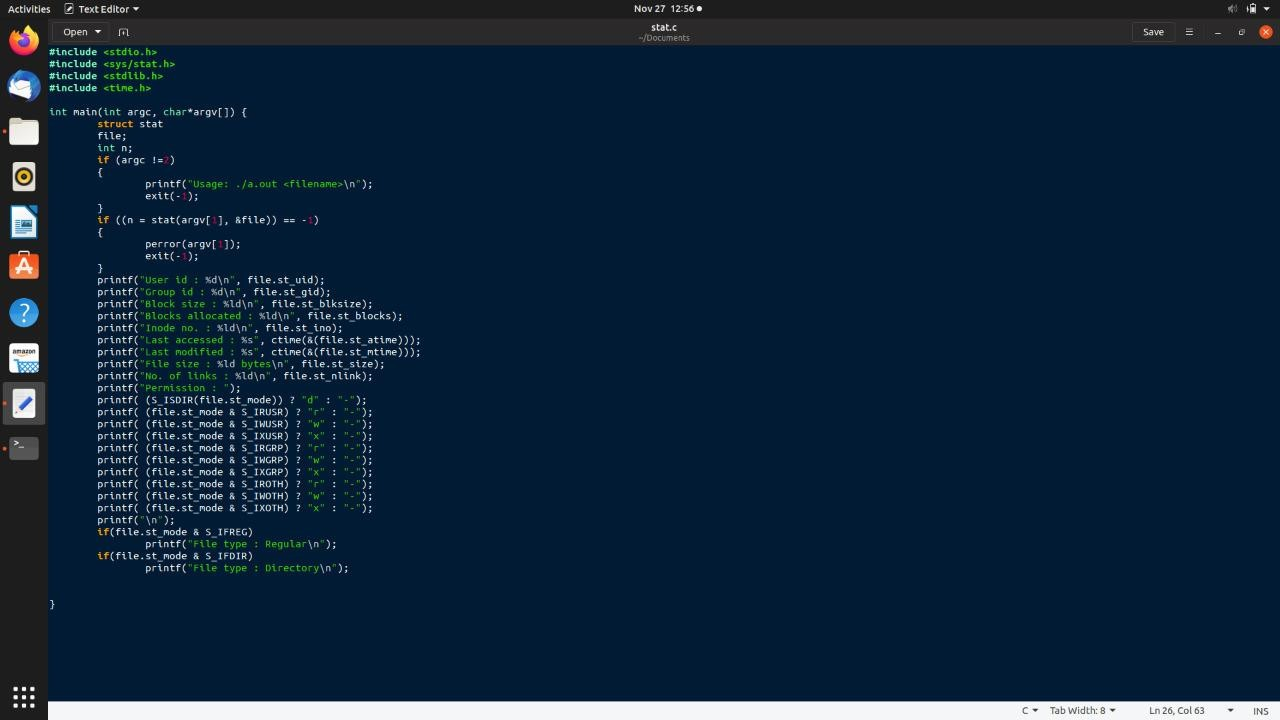 Activities Text Editor Nov 27 12:56
Open stat.c Save
~/Documents
#include <stdio.h>
#include <sys/stat.h>
#include <stdlib.h>
#include <time.h>
int main(int argc, char*argv[]) {
struct stat
file;
int n;
if (argc !=2)
{
printf("Usage: ./a.out <filename>\n");
exit(-1);
}
if ((n = stat(argv[1], &file)) == -1)
{
perror(argv[1]);
exit(-1);
}
printf("User id : %d\n", file.st_uid);
printf("Group id : %d\n", file.st_gid);
printf("Block size : %ld\n", file.st_blksize);
printf("Blocks allocated : %ld\n", file.st_blocks);
printf("Inode no. : %ld\n", file.st_ino);
printf("Last accessed : %s", ctime(&(file.st_atime)));
printf("Last modified : %s", ctime(&(file.st_mtime)));
printf("File size : %ld bytes\n", file.st_size);
printf("No. of links : %ld\n", file.st_nlink);
printf("Permission : ");
printf( (S_ISDIR(file.st_mode)) ? "d" : "-");
printf( (file.st_mode & S_IRUSR) ? "r" : "-");
printf( (file.st_mode & S_IWUSR) ? "w" : "-");
printf( (file.st_mode & S_IXUSR) ? "x" : "-");
printf( (file.st_mode & S_IRGRP) ? "r" : "-");
printf( (file.st_mode & S_IWGRP) ? "w" : "-");
printf( (file.st_mode & S_IXGRP) ? "x" : "-");
printf( (file.st_mode & S_IROTH) ? "r" : "-");
printf( (file.st_mode & S_IWOTH) ? "w" : "-");
printf( (file.st_mode & S_IXOTH) ? "x" : "-");
printf("\n");
if(file.st_mode & S_IFREG)
printf("File type : Regular\n");
if(file.st_mode & S_IFDIR)
printf("File type : Directory\n");
}
amazon
C Tab Width: 8 Ln 26, Col 63 INS